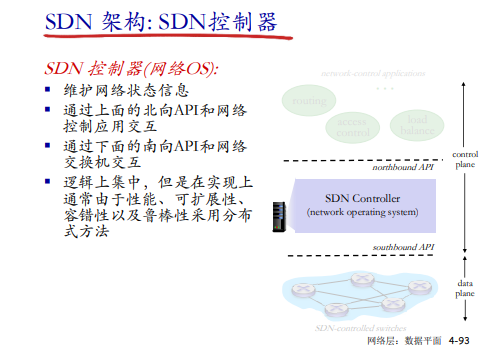 SDN 架构: SDN控制器
SDN 控制器(网络OS):
▪ 维护网络状态信息
▪ 通过上面的北向API和网络
控制应用交互
▪ 通过下面的南向API和网络
交换机交互
▪ 逻辑上集中，但是在实现上
通常由于性能、可扩展性、
容错性以及鲁棒性采用分布
式方法
network-control applications
...
routing
access
control
load
balance
northbound API
control
plane
SDN Controller
(network operating system)
southbound API
data
plane
SDN-controlled switches
网络层：数据平面 4-93